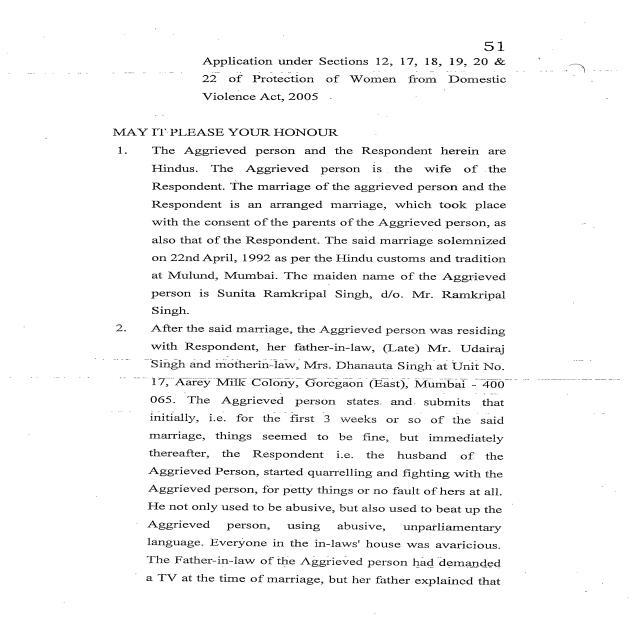 51
Application under Sections 12, 17, 18, 19, 20 &
22 of Protection of Women from Domestic
Violence Act, 2005
MAY IT PLEASE YOUR HONOUR
1. The Aggrieved person and the Respondent herein are
Hindus. The Aggrieved person is the wife of the
Respondent. The marriage of the aggrieved person and the
Respondent is an arranged marriage, which took place
with the consent of the parents of the Aggrieved person, as
also that of the Respondent. The said marriage solemnized
on 22nd April, 1992 as per the Hindu customs and tradition
at Mulund, Mumbai. The maiden name of the Aggrieved
person is Sunita Ramkripal Singh, d/o. Mr. Ramkripal
Singh.
2. After the said marriage, the Aggrieved person was residing
with Respondent, her father-in-law, (Late) Mr. Udairaj
Singh and motherin-law, Mrs. Dhanauta Singh at Unit No.
17, Aarey Milk Colony, Goregaon (East), Mumbai - 400
065. The Aggrieved person states and submits that
initially, i.e. for the first 3 weeks or so of the said
marriage, things seemed to be fine, but immediately
thereafter, the Respondent i.e. the husband of the
Aggrieved Person, started quarrelling and fighting with the
Aggrieved person, for petty things or no fault of hers at all.
He not only used to be abusive, but also used to beat up the
Aggrieved person, using abusive, unparliamentary
language. Everyone in the in-laws' house was avaricious.
The Father-in-law of the Aggrieved person had demanded
a TV at the time of marriage, but her father explained that